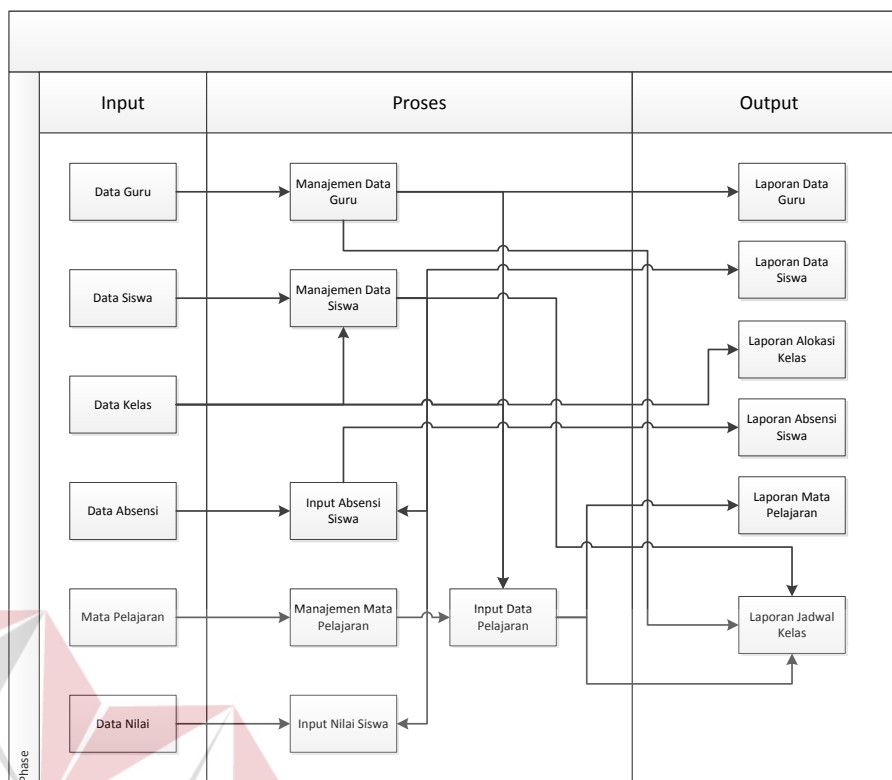 Input
Proses
Output
Data Guru
Manajemen Data
Guru
Laporan Data
Guru
Data Siswa
Manajemen Data
Siswa
Laporan Data
Siswa
Data Kelas
Laporan Alokasi
Kelas
Laporan Absensi
Siswa
Data Absensi
Input Absensi
Siswa
Laporan Mata
Pelajaran
Mata Pelajaran
Manajemen Mata
Pelajaran
Input Data
Pelajaran
Laporan Jadwal
Kelas
Data Nilai
Input Nilai Siswa
Phase